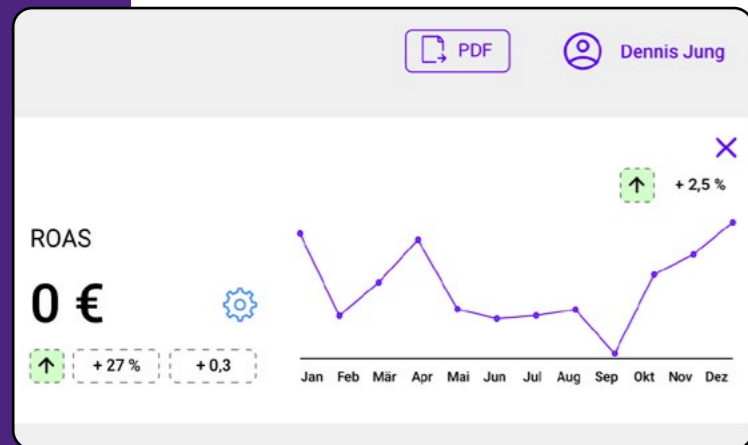 PDF
Dennis Jung
+ 2,5 %
ROAS
0 €
+ 27 %
+ 0,3
Jan Feb Mär Apr Mai Jun Jul Aug Sep Okt Nov Dez